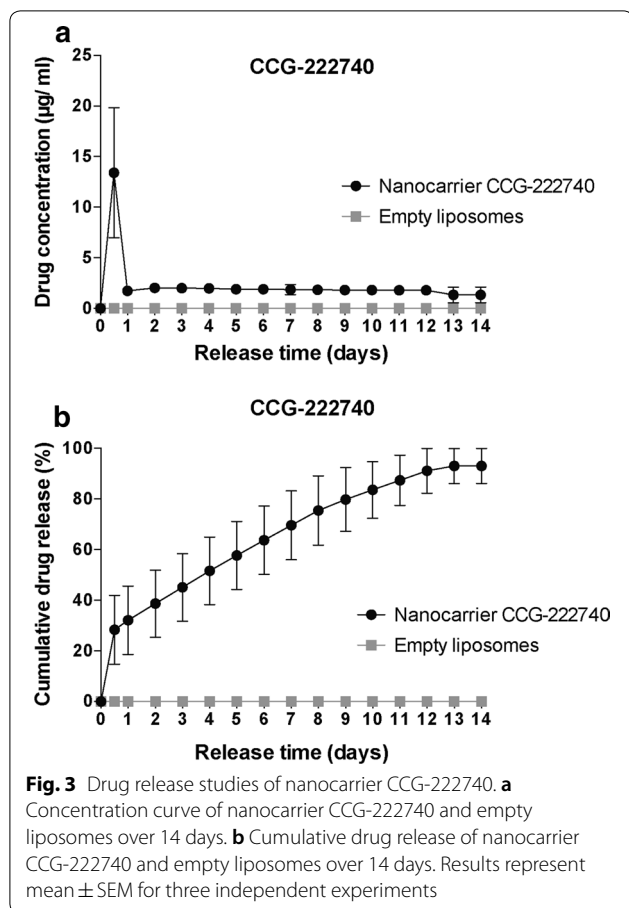 a
CCG-222740
Drug concentration (µg/ ml)
25
20
15
10
5
0
Nanocarrier CCG-222740
Empty liposomes
0 1 2 3 4 5 6 7 8 9 10 11 12 13 14
Release time (days)
b
CCG-222740
Cumulative drug release (%)
100
80
60
40
20
0
Nanocarrier CCG-222740
Empty liposomes
0 1 2 3 4 5 6 7 8 9 10 11 12 13 14
Release time (days)
Fig. 3 Drug release studies of nanocarrier CCG-222740. a
Concentration curve of nanocarrier CCG-222740 and empty
liposomes over 14 days. b Cumulative drug release of nanocarrier
CCG-222740 and empty liposomes over 14 days. Results represent
mean ± SEM for three independent experiments